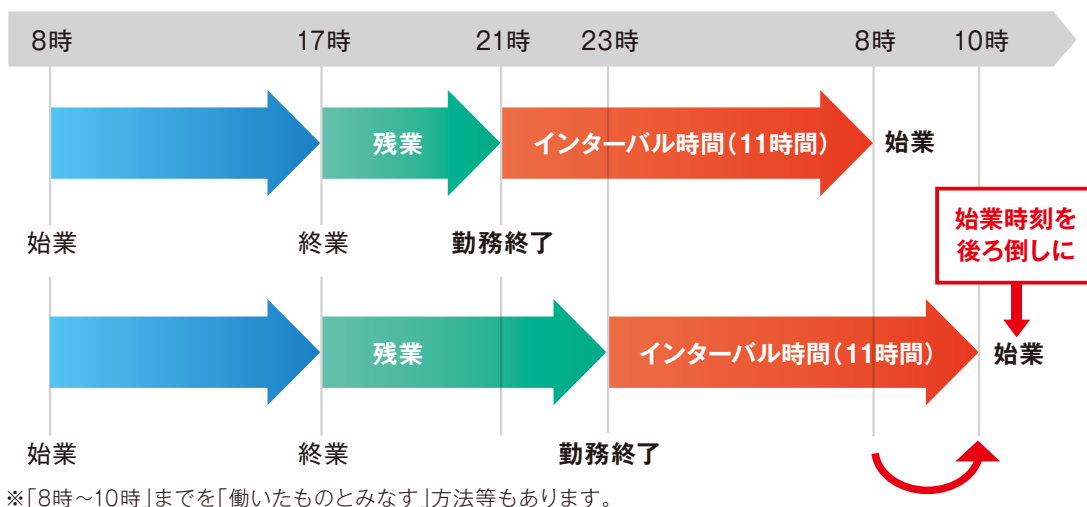 8時 17時 21時 23時 8時 10時
残業 インターバル時間(11時間) 始業
始業 終業 勤務終了
始業時刻を
後ろ倒しに
残業 インターバル時間(11時間) 始業
始業 終業 勤務終了
※「8時~10時」までを「働いたものとみなす」方法等もあります。